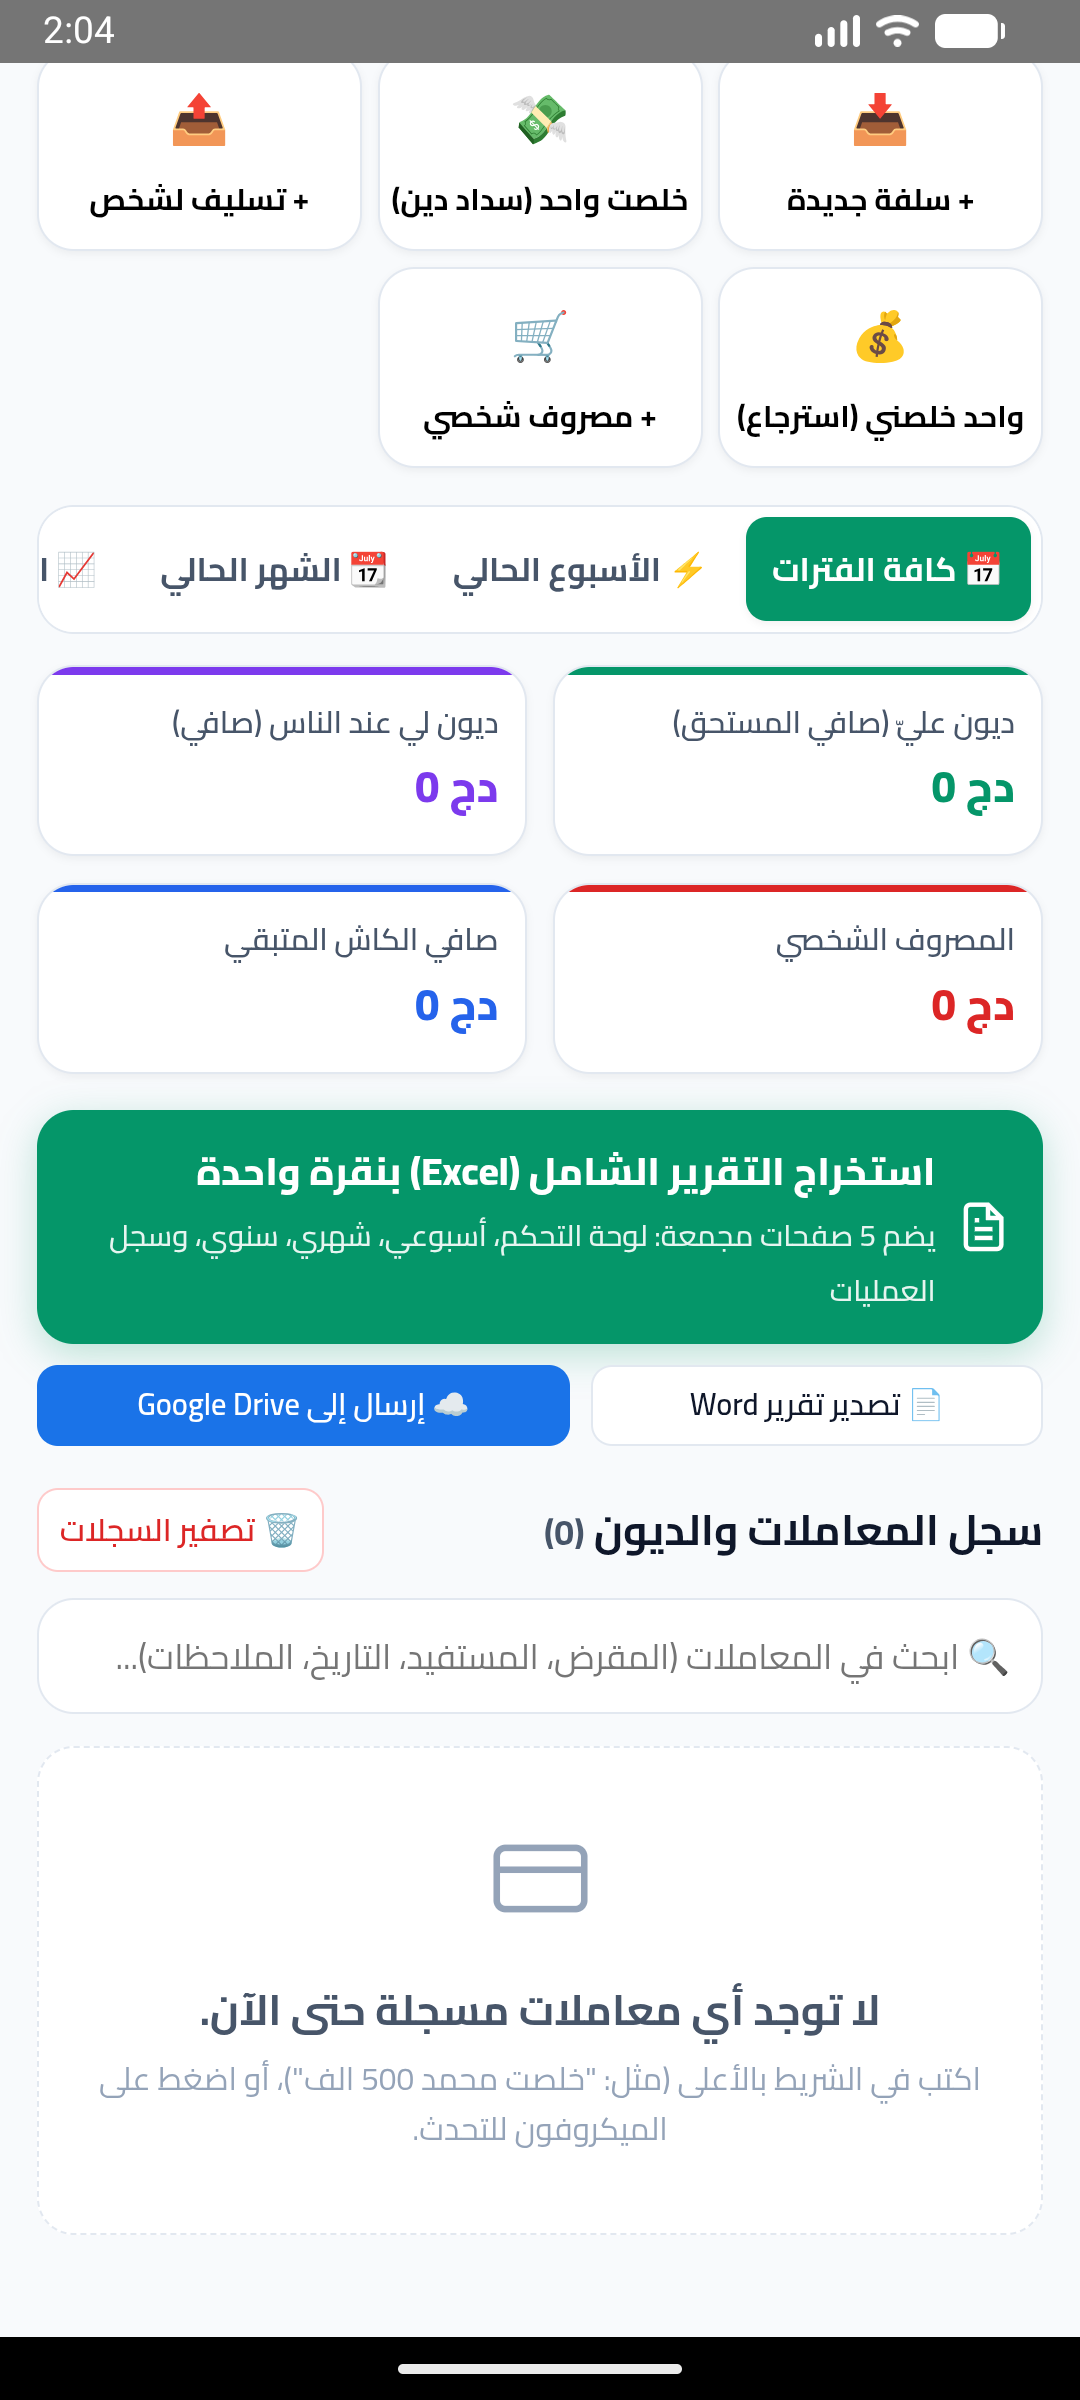 2:04
+ سلفة جديدة
خلصت واحد (سداد دين)
+ تسليف لشخص
واحد خلصني (استرجاع)
+ مصروف شخصي
📅 كافة الفترات
⚡ الأسبوع الحالي
📆 الشهر الحالي
ديون عليّ (صافي المستحق)
دج 0
ديون لي عند الناس (صافي)
دج 0
المصروف الشخصي
دج 0
صافي الكاش المتبقي
دج 0
استخراج التقرير الشامل (Excel) بنقرة واحدة
يضم 5 صفحات مجمعة: لوحة التحكم، أسبوعي، شهري، سنوي، وسجل
العمليات
📄 تصدير تقرير Word
☁️ إرسال إلى Google Drive
سجل المعاملات والديون (0)
🗑️ تصفير السجلات
🔍 ابحث في المعاملات (المقرض، المستفيد، التاريخ، الملاحظات)...
لا توجد أي معاملات مسجلة حتى الآن.
اكتب في الشريط بالأعلى (مثل: "خلصت محمد 500 الف")، أو اضغط على
الميكروفون للتحدث.